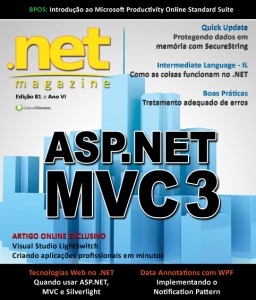 BPOS: Introdução ao Microsoft Productivity Online Standard Suite
.net
magazine
Edição 81 :: Ano VI
Quick Update
Protegendo dados em
memória com SecureString
Intermediate Language - IL
Como as coisas funcionam no .NET
Boas Práticas
Tratamento adequado de erros
ASP.NET
MVC3
ARTIGO ONLINE EXCLUSIVO
Visual Studio LightSwitch
Criando aplicações profissionais em minutos
Tecnologias Web no .NET
Quando usar ASP.NET,
MVC e Silverlight
Data Annotations com WPF
Implementando o
Notification Pattern